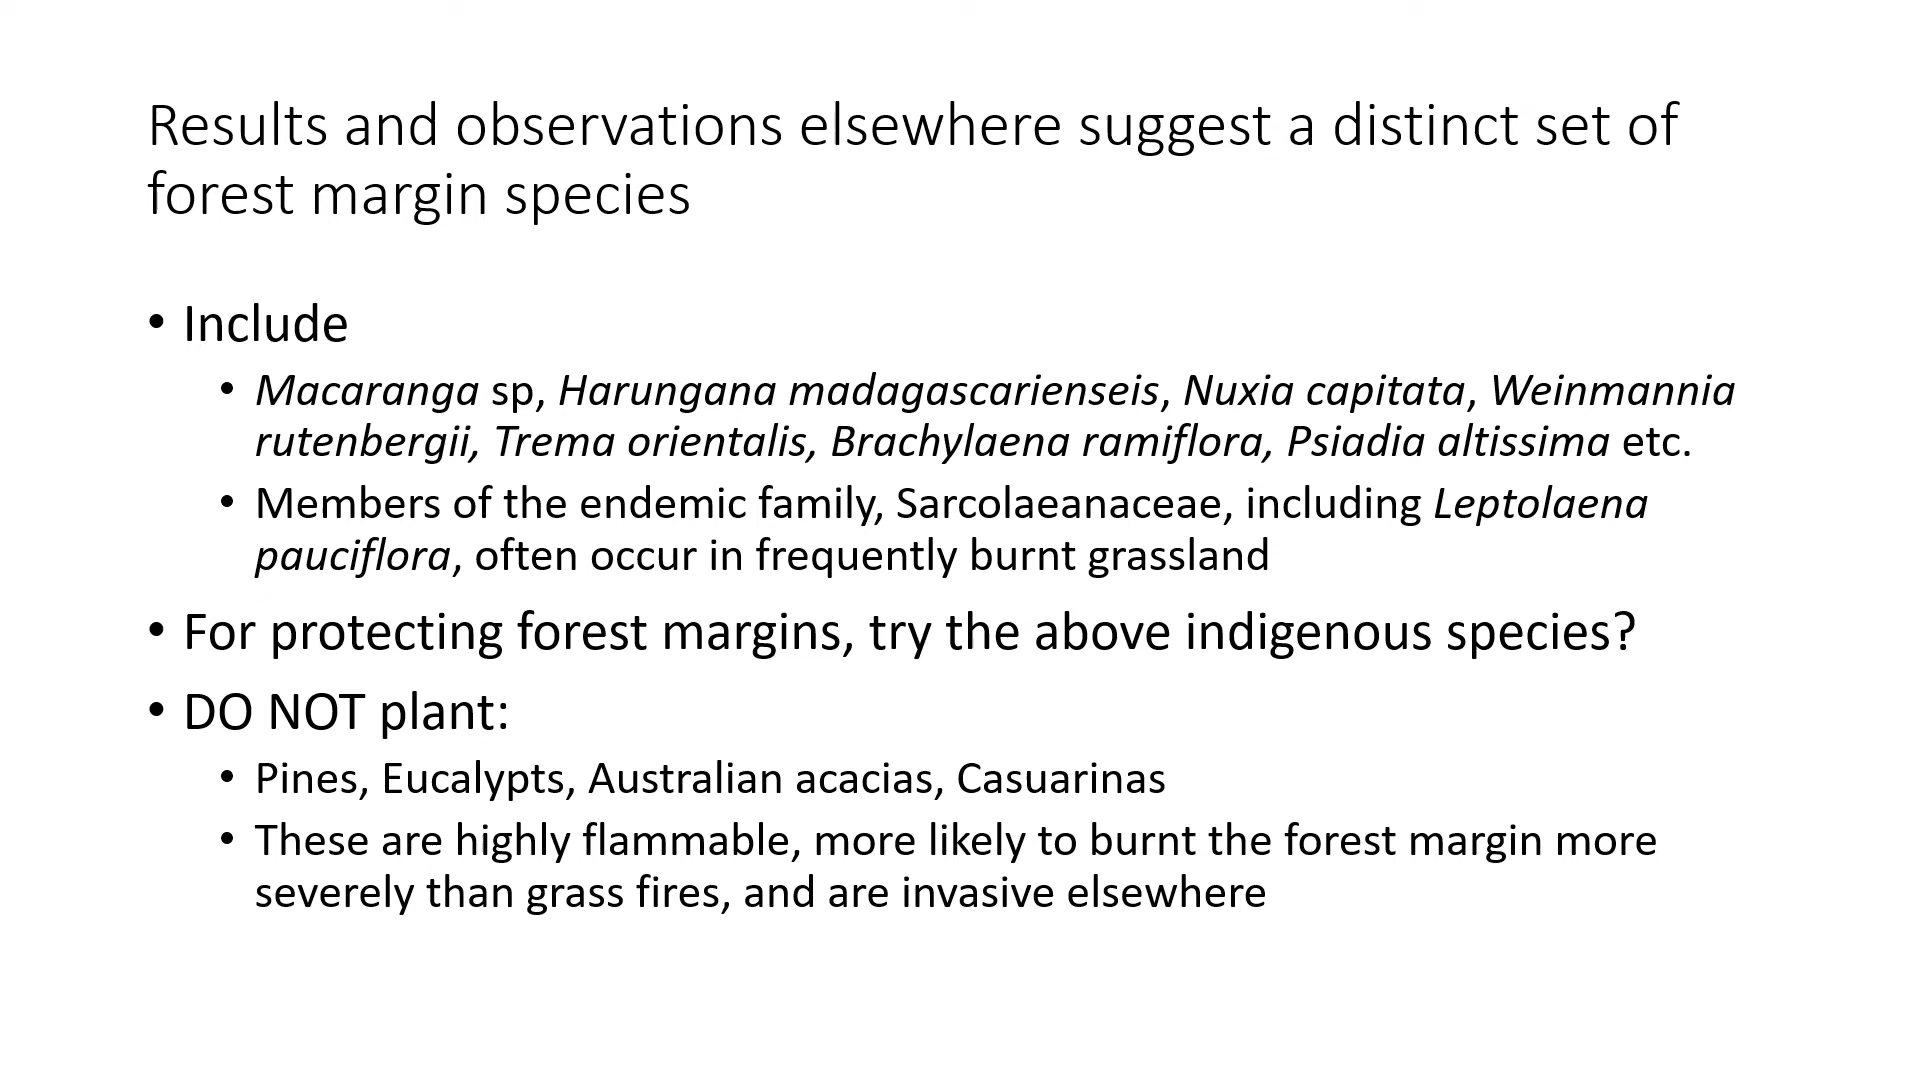 Results and observations elsewhere suggest a distinct set of
forest margin species
• Include
• Macaranga sp, Harungana madagascarienseis, Nuxia capitata, Weinmannia
rutenbergii, Trema orientalis, Brachylaena ramiflora, Psiadia altissima etc.
• Members of the endemic family, Sarcolaeanaceae, including Leptolaena
pauciflora, often occur in frequently burnt grassland
• For protecting forest margins, try the above indigenous species?
• DO NOT plant:
• Pines, Eucalypts, Australian acacias, Casuarinas
• These are highly flammable, more likely to burnt the forest margin more
severely than grass fires, and are invasive elsewhere